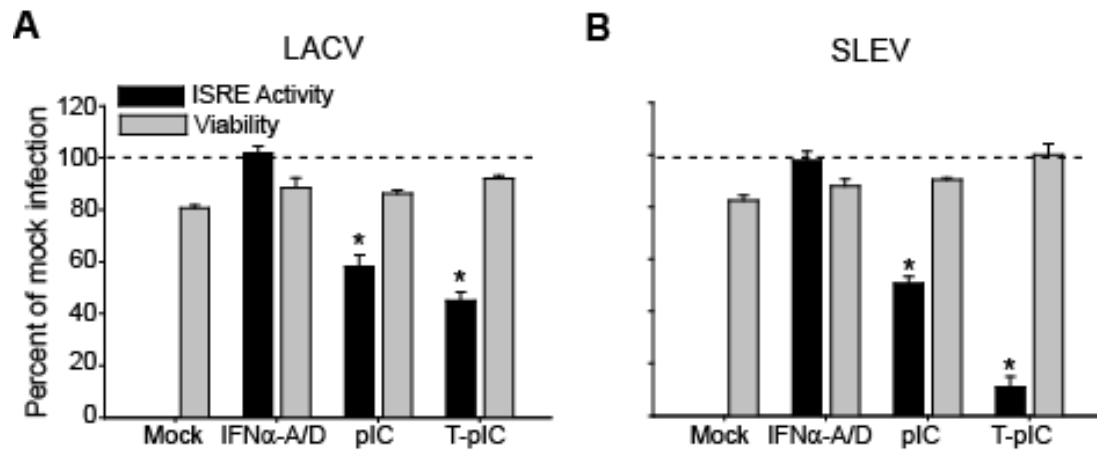 A
LACV
B
SLEV
ISRE Activity
Viability
Percent of mock infection
120
100
80
60
40
20
0
*
*
*
*
Mock IFNα-A/D pIC T-pIC
Mock IFNα-A/D pIC T-pIC